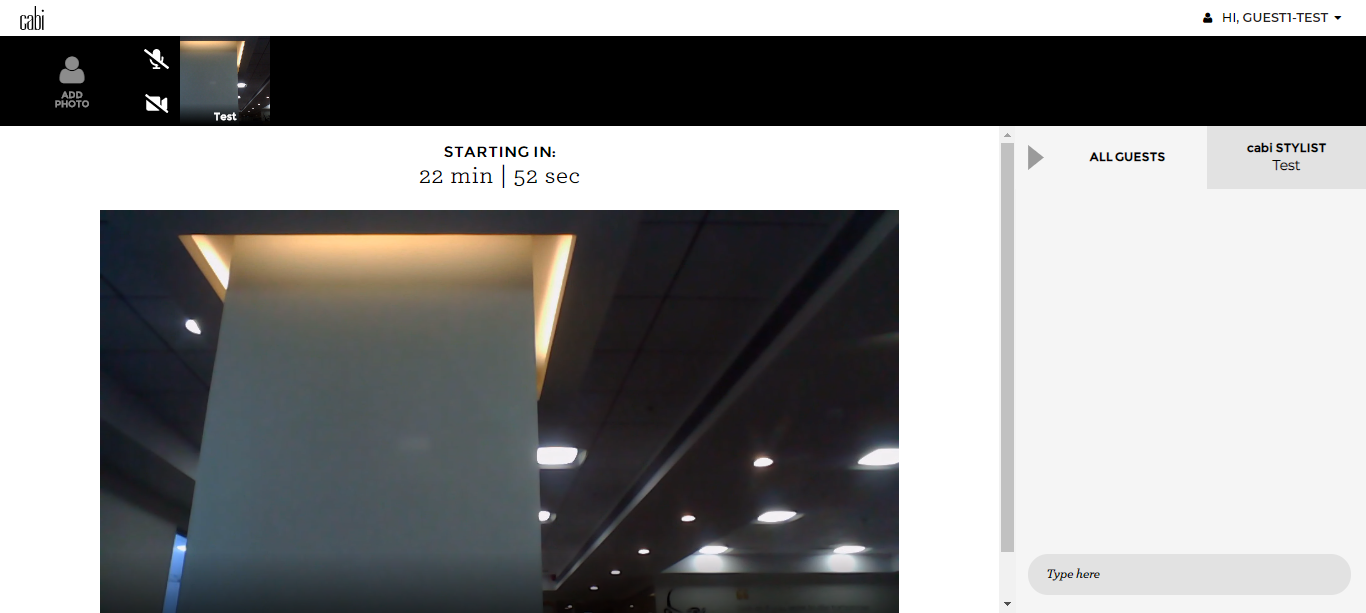 cabi
HI, GUEST1-TEST
ADD
PHOTO
Test
STARTING IN:
22 min | 52 sec
ALL GUESTS
cabi STYLIST
Test
Type here